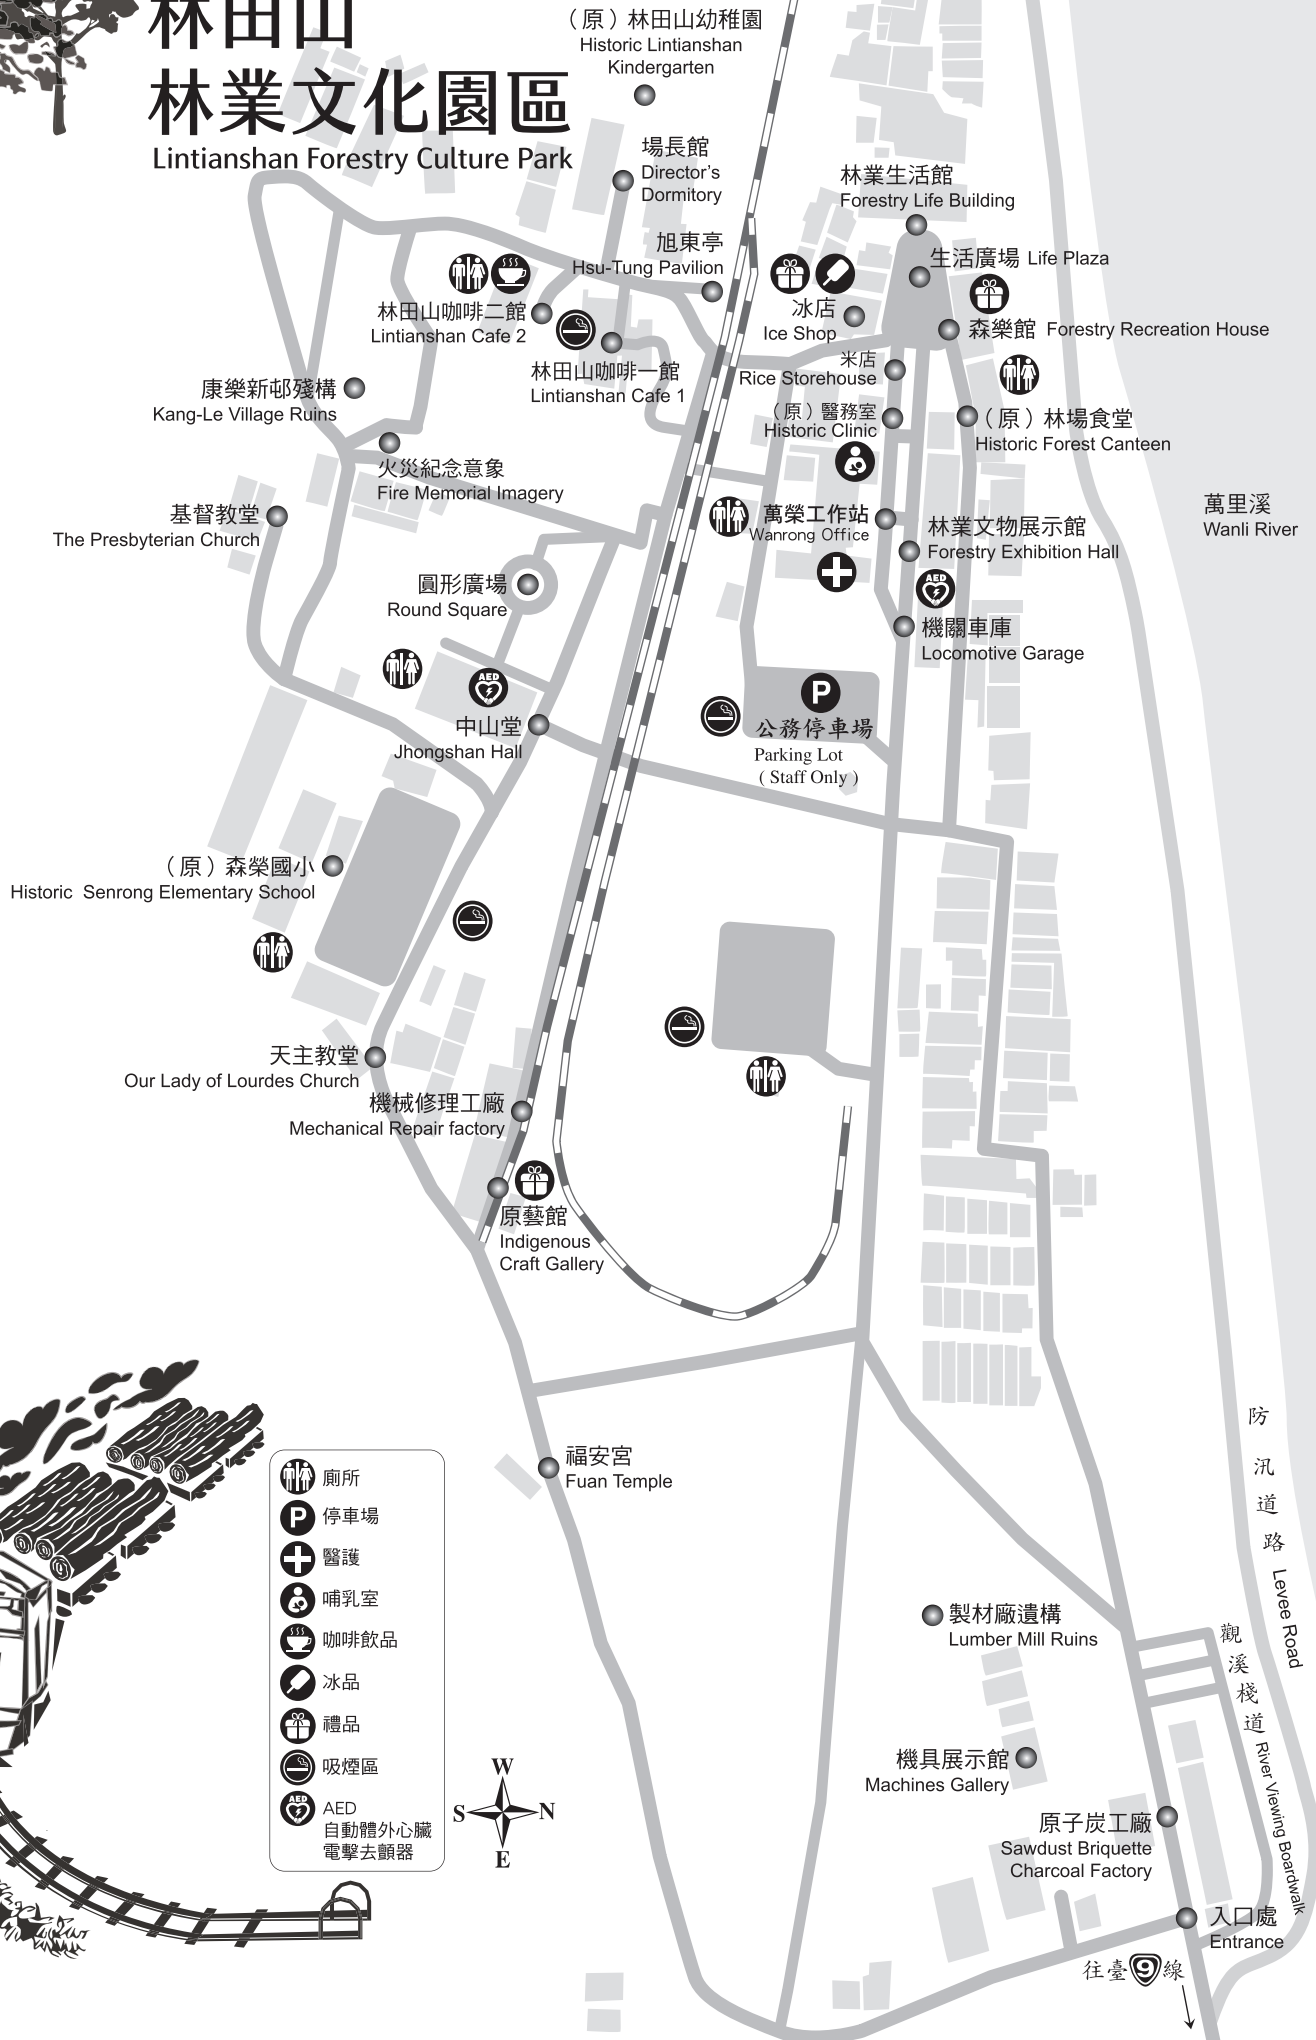 林田山
林業文化園區
Lintianshan Forestry Culture Park
（原）林田山幼稚園
Historic Lintianshan
Kindergarten
場長館
Director's
Dormitory
林業生活館
Forestry Life Building
旭東亭
Hsu-Tung Pavilion
生活廣場 Life Plaza
林田山咖啡二館
Lintianshan Cafe 2
冰店
Ice Shop
森樂館 Forestry Recreation House
林田山咖啡一館
Lintianshan Cafe 1
米店
Rice Storehouse
康樂新邨殘構
Kang-Le Village Ruins
（原）醫務室
Historic Clinic
（原）林場食堂
Historic Forest Canteen
火災紀念意象
Fire Memorial Imagery
基督教堂
The Presbyterian Church
萬榮工作站
Wanrong Office
林業文物展示館
Forestry Exhibition Hall
萬里溪
Wanli River
圓形廣場
Round Square
AED
機關車庫
Locomotive Garage
AED
中山堂
Jhongshan Hall
P
公務停車場
Parking Lot
( Staff Only )
（原）森榮國小
Historic Senrong Elementary School
天主教堂
Our Lady of Lourdes Church
機械修理工廠
Mechanical Repair factory
原藝館
Indigenous
Craft Gallery
福安宮
Fuan Temple
防汛道路 Levee Road
廁所
P 停車場
醫護
哺乳室
咖啡飲品
冰品
禮品
吸煙區
AED AED
自動體外心臟
電擊去顫器
W
S N
E
製材廠遺構
Lumber Mill Ruins
觀溪棧道 River Viewing Boardwalk
機具展示館
Machines Gallery
原子炭工廠
Sawdust Briquette
Charcoal Factory
入口處
Entrance
往臺9線